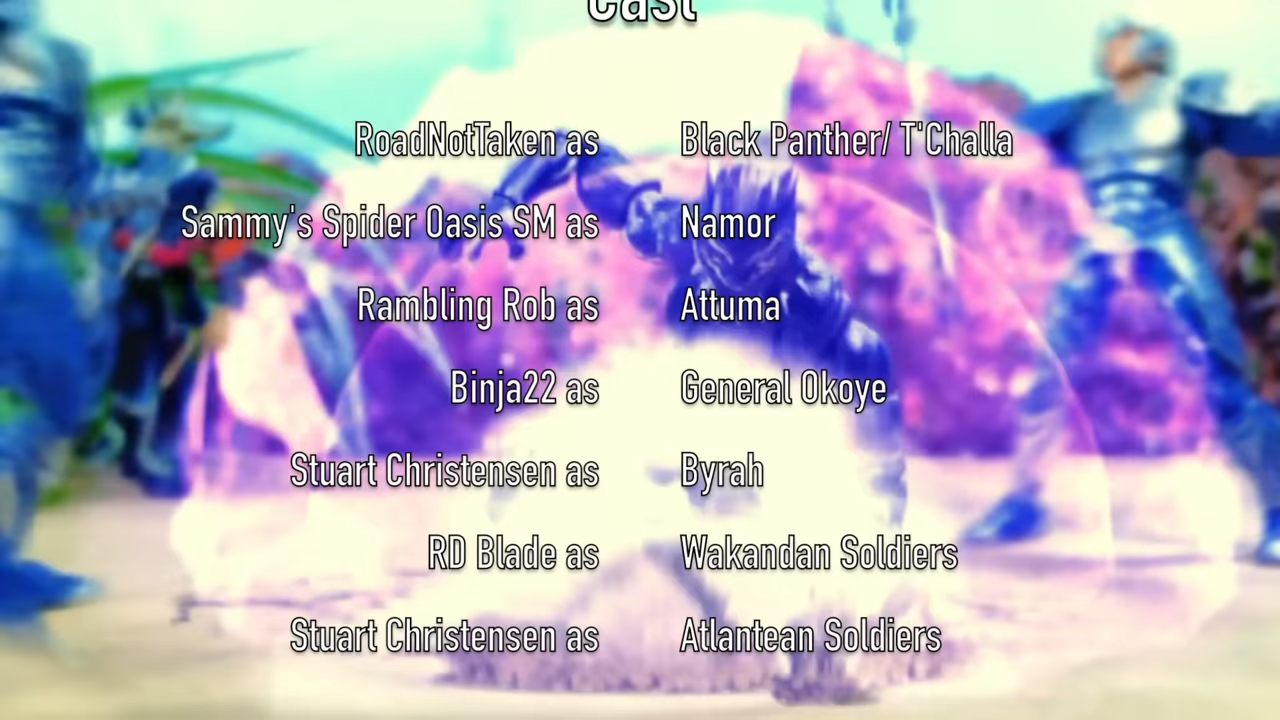 Cast
RoadNotTaken as Black Panther/ T'Challa
Sammy's Spider Oasis SM as Namor
Rambling Rob as Attuma
Binja22 as General Okoye
Stuart Christensen as Byrah
RD Blade as Wakandan Soldiers
Stuart Christensen as Atlantean Soldiers